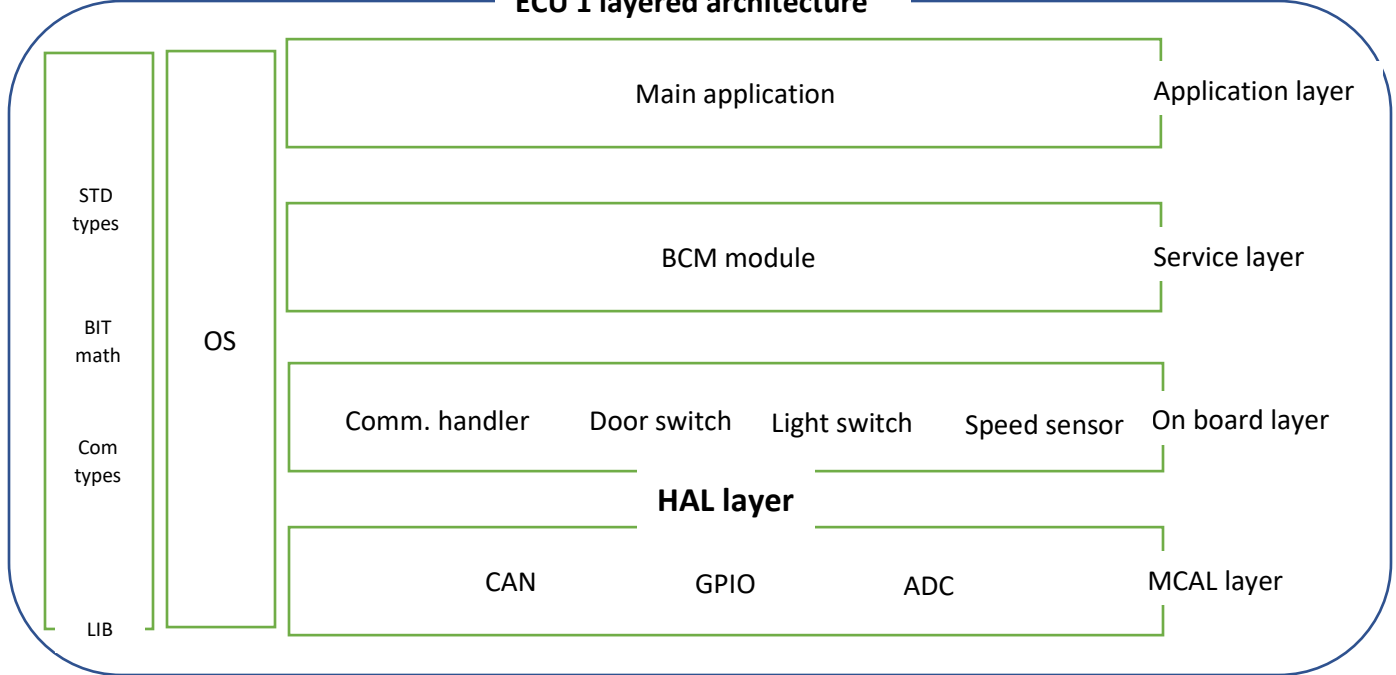 ECU 1 layered architecture
Main application
Application layer
STD
types
BCM module
Service layer
BIT
math
OS
Comm. handler
Door switch
Light switch
Speed sensor
On board layer
Com
types
HAL layer
CAN
GPIO
ADC
MCAL layer
LIB